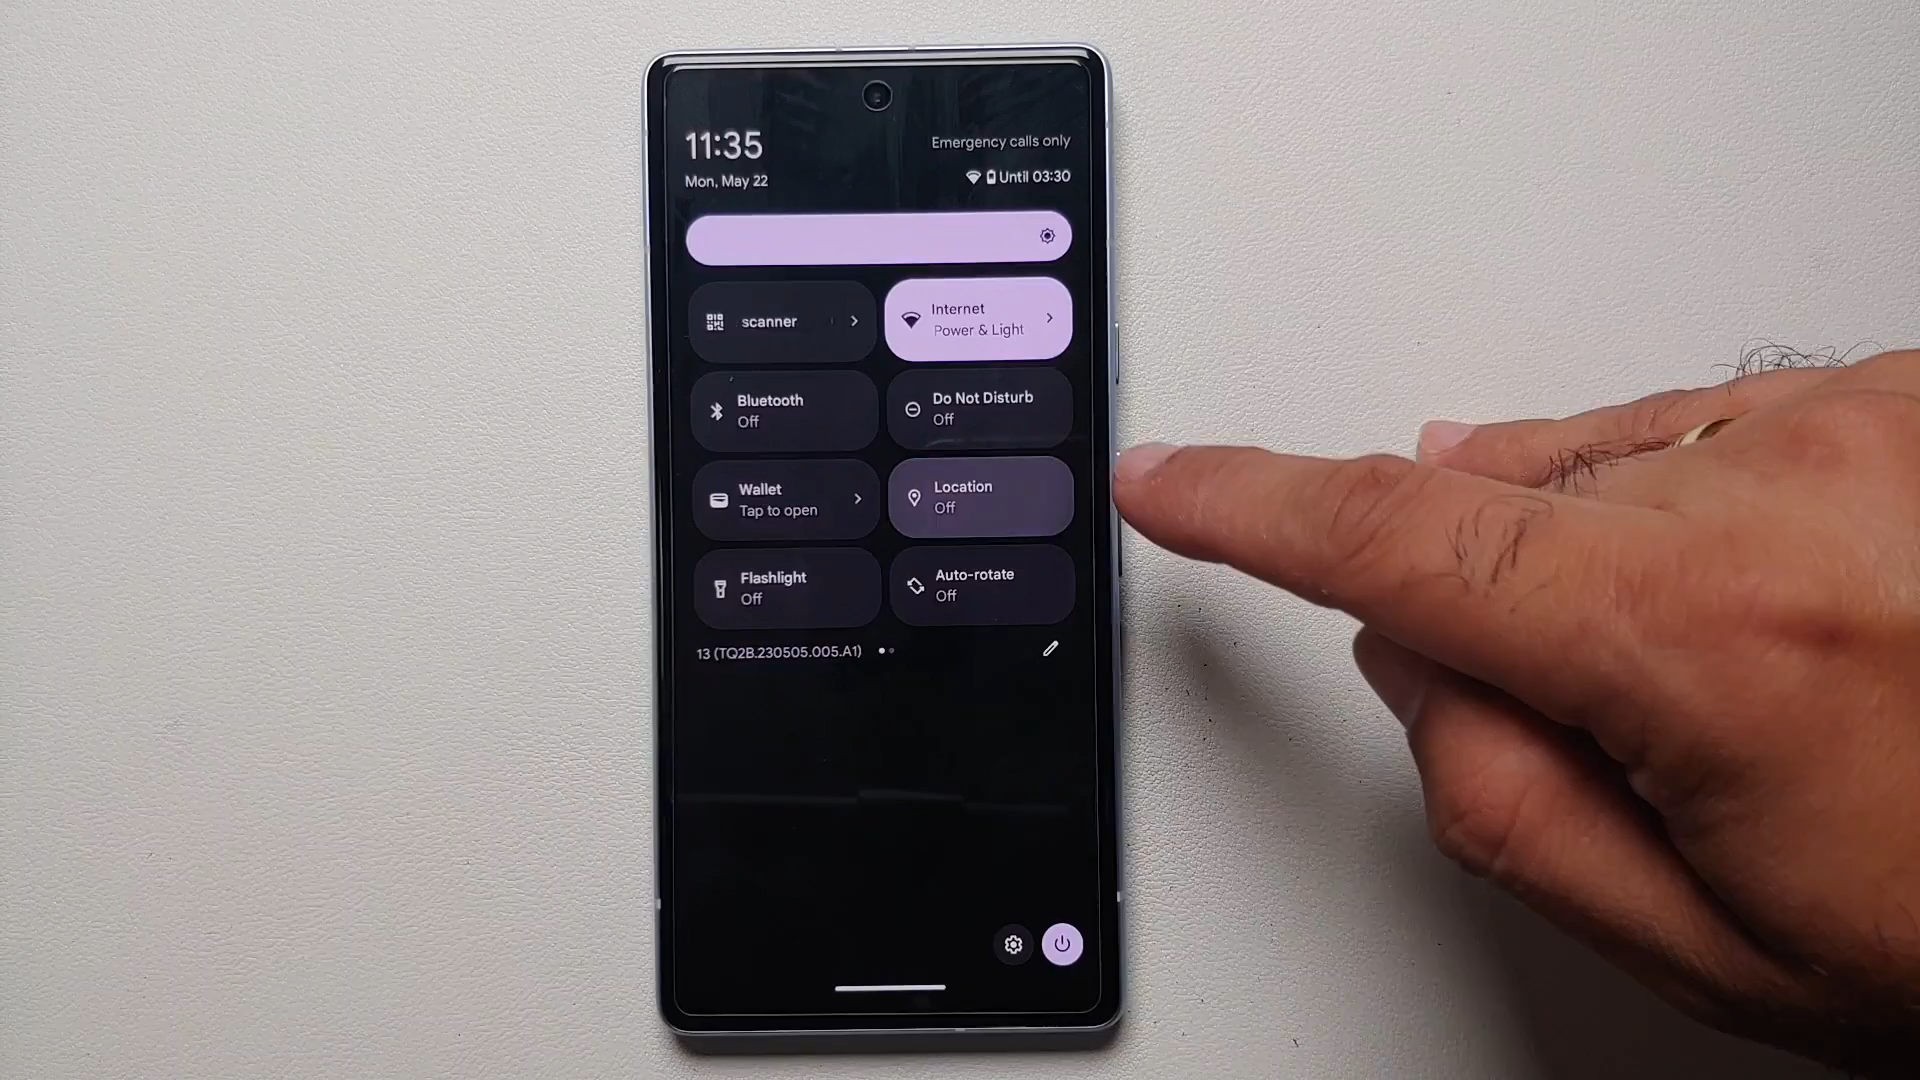 11:35
Emergency calls only
Mon, May 22
Until 03:30
scanner
Internet
Power & Light
Bluetooth
Off
Do Not Disturb
Off
Wallet
Tap to open
Location
Off
Flashlight
Off
Auto-rotate
Off
13 (TQ2B.230505.005.A1)